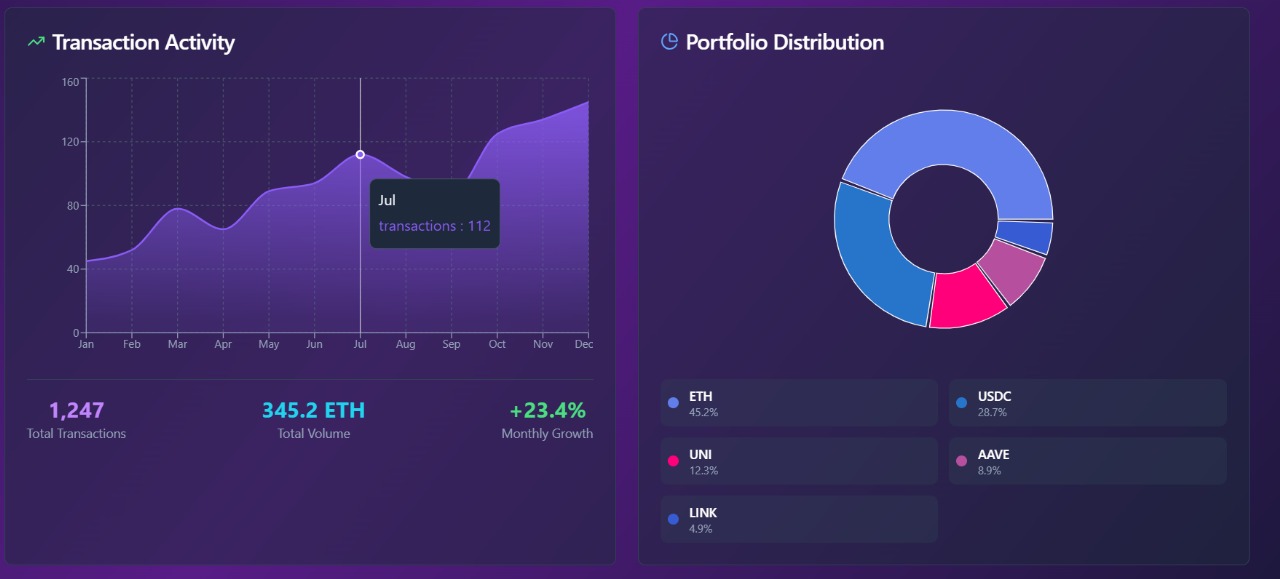 Transaction Activity
160
120
80
40
0
Jan Feb Mar Apr May Jun Jul Aug Sep Oct Nov Dec
Jul
transactions : 112
1,247
Total Transactions
345.2 ETH
Total Volume
+23.4%
Monthly Growth
Portfolio Distribution
ETH
45.2%
USDC
28.7%
UNI
12.3%
AAVE
8.9%
LINK
4.9%